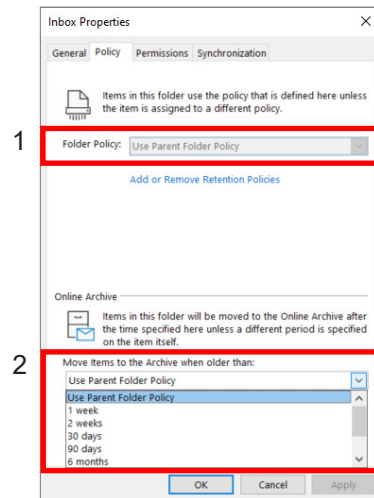 Inbox Properties
General Policy Permissions Synchronization
Items in this folder use the policy that is defined here unless
the item is assigned to a different policy.
1
Folder Policy: Use Parent Folder Policy
Add or Remove Retention Policies
Online Archive
Items in this folder will be moved to the Online Archive after
the time specified here unless a different period is specified
on the item itself.
2
Move Items to the Archive when older than:
Use Parent Folder Policy
Use Parent Folder Policy
1 week
2 weeks
30 days
90 days
6 months
OK Cancel Apply